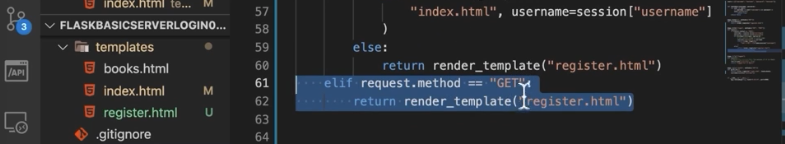 index.html te... M
FLASKBASICSERVERLOGINO...
templates
books.html
index.html M
register.html U
.gitignore
3
/API
57 "index.html", username=session["username"]
58 )
59 else:
60 return render_template("register.html")
61 elif request.method == "GET":
62 return render_template("register.html")
63
64